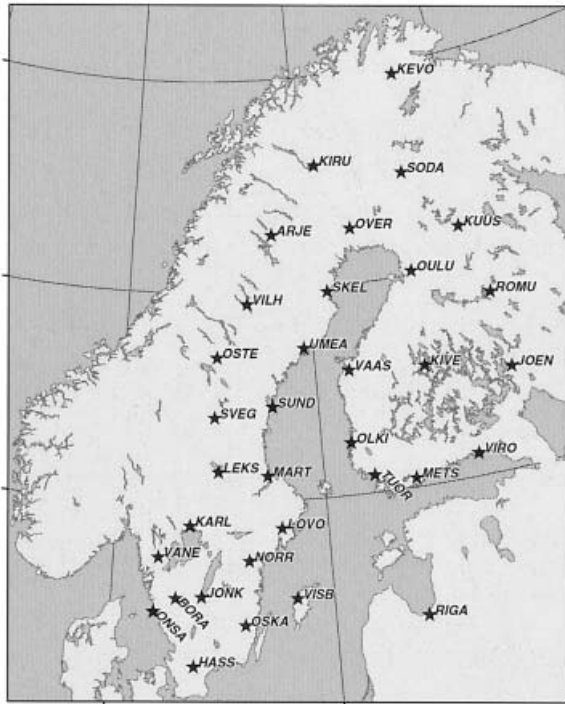 KEVO
KIRU
SODA
ARJE
OVER
KUUS
OULU
SKEL
ROMU
VILH
UMEA
OSTE
VAAS
KIVE
JOEN
SVEG
SUND
OLKI
VIRO
LEKS
MART
TUOR
METS
KARL
LOVO
VANE
NORR
BORA
JONK
VISB
ONSA
OSKA
RIGA
HASS